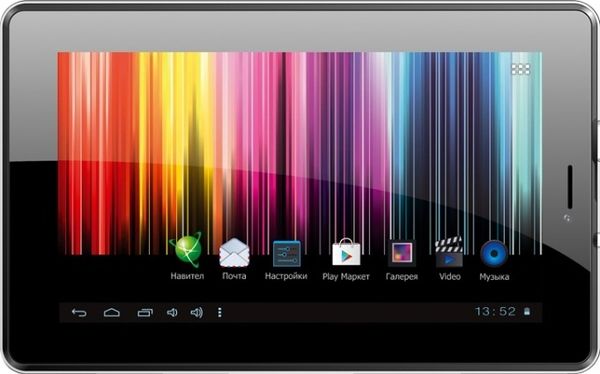 Навител
Почта
Настройки
Play Маркет
Галерея
Video
Музыка
13:52